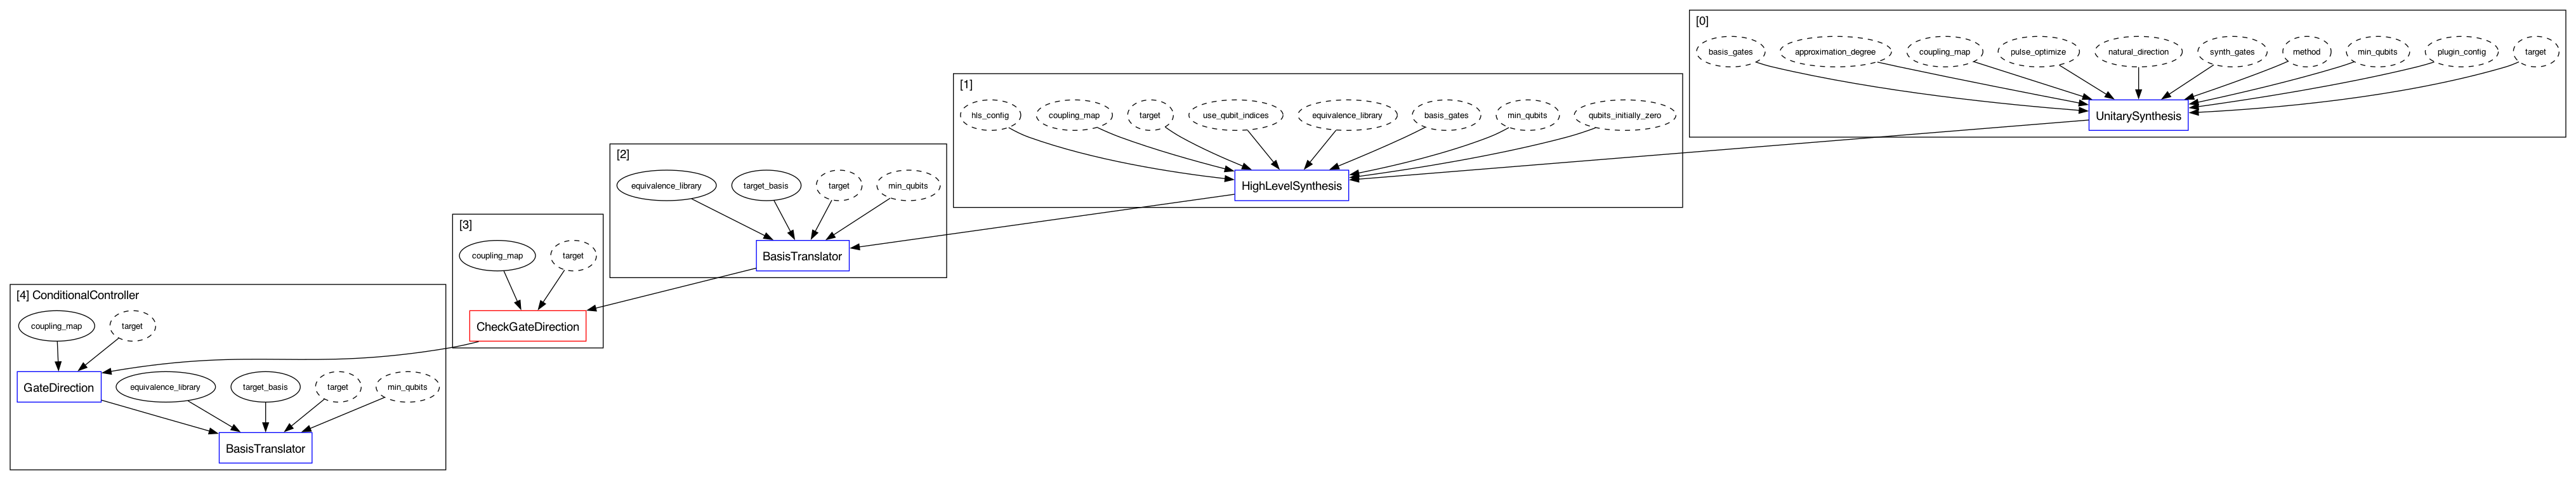 [0]
basis_gates
approximation_degree
coupling_map
pulse_optimize
natural_direction
synth_gates
method
min_qubits
plugin_config
target
UnitarySynthesis
[1]
hls_config
coupling_map
target
use_qubit_indices
equivalence_library
basis_gates
min_qubits
qubits_initially_zero
HighLevelSynthesis
[2]
equivalence_library
target_basis
target
min_qubits
BasisTranslator
[3]
coupling_map
target
CheckGateDirection
[4] ConditionalController
coupling_map
target
GateDirection
equivalence_library
target_basis
target
min_qubits
BasisTranslator